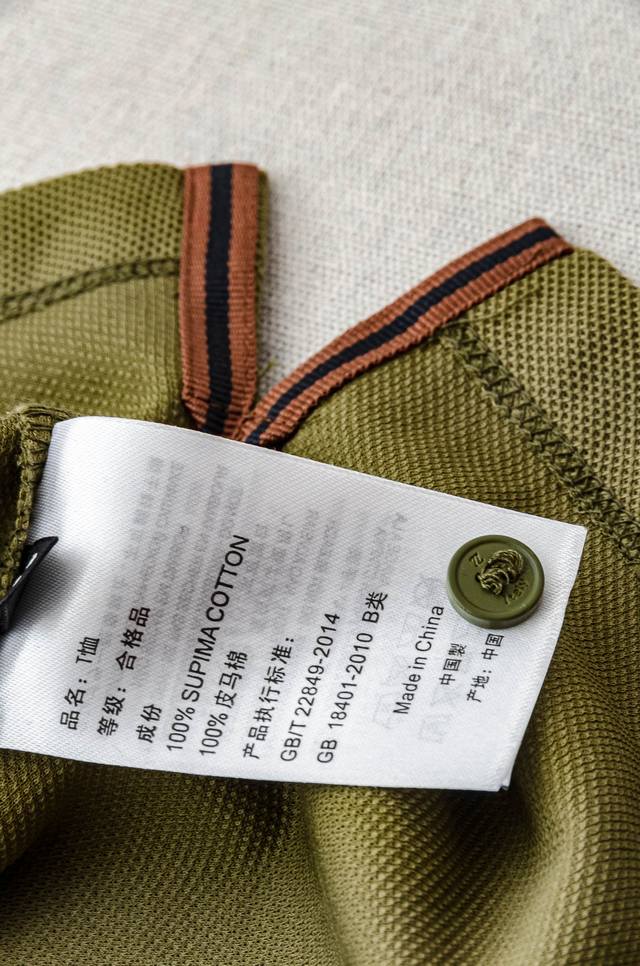 品名：T恤
等级：合格品
成份
100% SUPIMA COTTON
100% 皮马棉
产品执行标准：
GB/T 22849-2014
GB 18401-2010 B类
Made in China
中国製
产地：中国